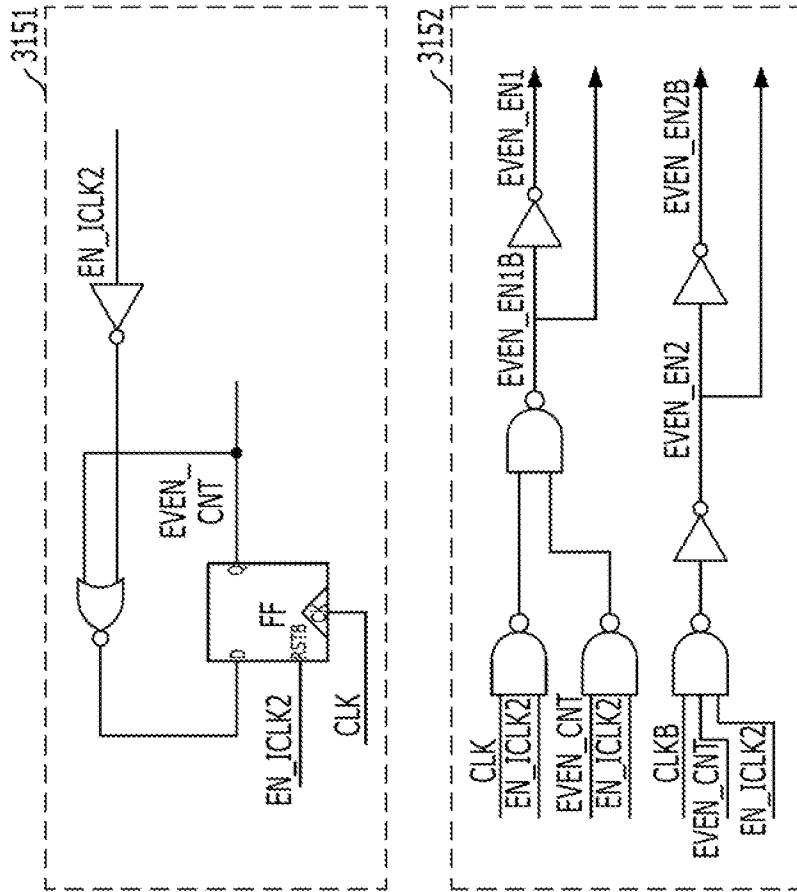 3151
EN_ICLK2
EVEN_
CNT
D
Q
FF
RSTB
CK
EN_ICLK2
CLK
3152
CLK
EN_ICLK2
EVEN_CNT
EN_ICLK2
EVEN_EN1B
EVEN_EN1
CLKB
EVEN_CNT
EN_ICLK2
EVEN_EN2
EVEN_EN2B